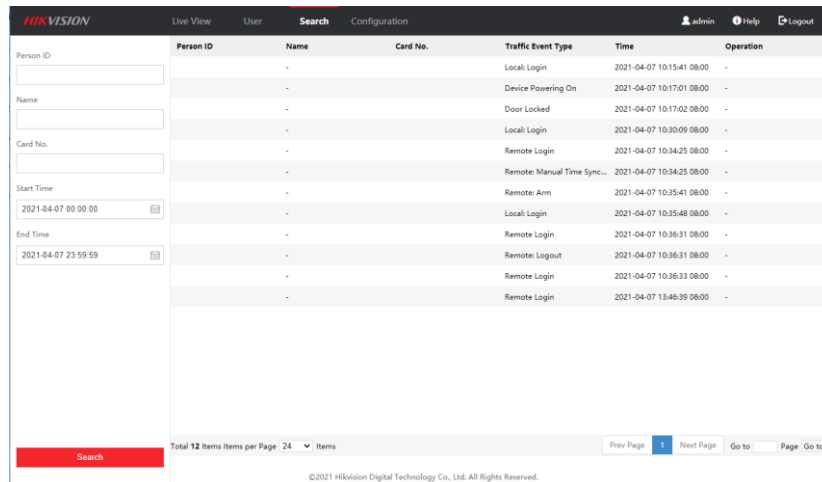 HIKVISION Live View User Search Configuration admin Help Logout
Person ID
Name
Card No.
Start Time
2021-04-07 00:00:00
End Time
2021-04-07 23:59:59
Search
Person ID Name Card No. Traffic Event Type Time Operation
- Local: Login 2021-04-07 10:15:41 08:00 -
- Device Powering On 2021-04-07 10:17:01 08:00 -
- Door Locked 2021-04-07 10:17:02 08:00 -
- Local: Login 2021-04-07 10:30:09 08:00 -
- Remote Login 2021-04-07 10:34:25 08:00 -
- Remote: Manual Time Sync... 2021-04-07 10:34:25 08:00 -
- Remote: Arm 2021-04-07 10:35:41 08:00 -
- Local: Login 2021-04-07 10:35:48 08:00 -
- Remote Login 2021-04-07 10:36:31 08:00 -
- Remote: Logout 2021-04-07 10:36:31 08:00 -
- Remote Login 2021-04-07 10:36:33 08:00 -
- Remote Login 2021-04-07 13:46:39 08:00 -
Total 12 Items Items per Page 24 Items Prev Page 1 Next Page Go to Page Go to
©2021 Hikvision Digital Technology Co., Ltd. All Rights Reserved.